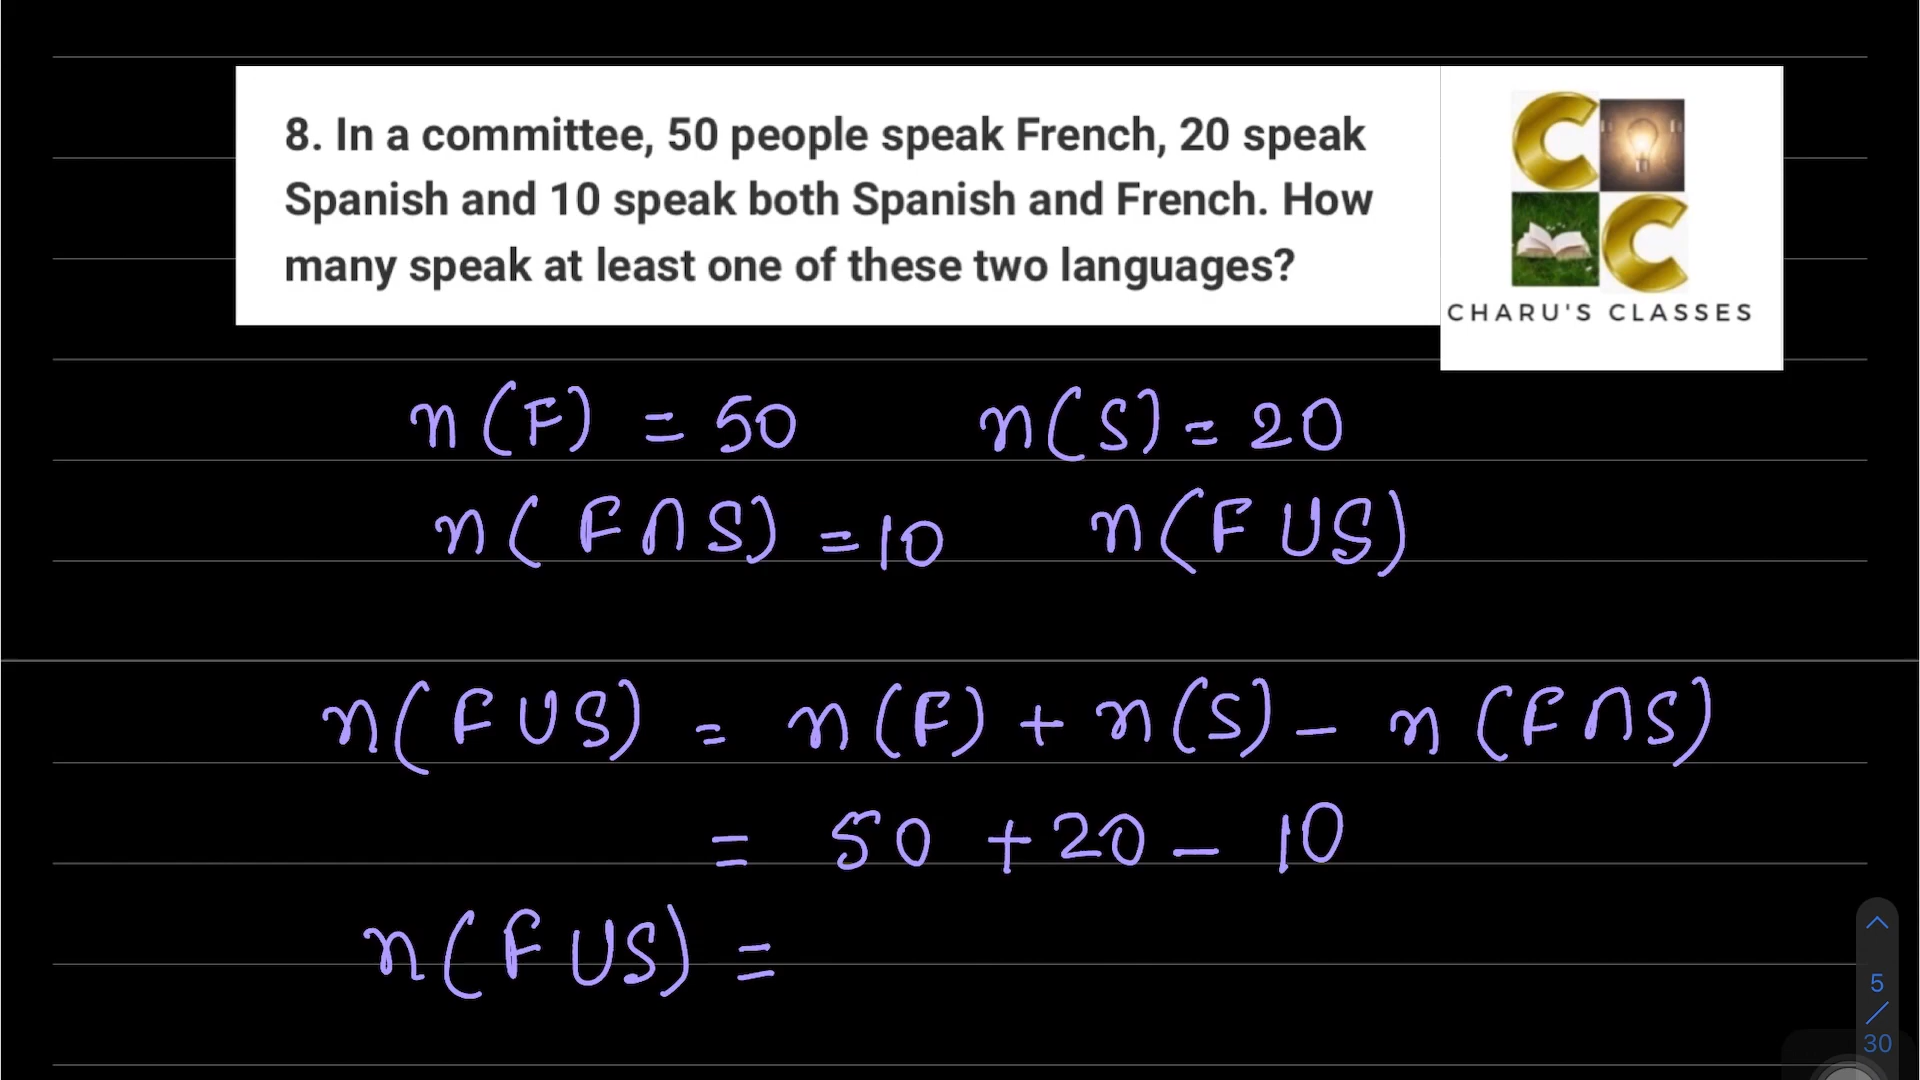 8. In a committee, 50 people speak French, 20 speak
Spanish and 10 speak both Spanish and French. How
many speak at least one of these two languages?
CHARU'S CLASSES
n(F) = 50 n(S) = 20
n(F∩S) = 10 n(F∪S)
n(F∪S) = n(F) + n(S) - n(F∩S)
= 50 + 20 - 10
n(F∪S) =
5
/
30